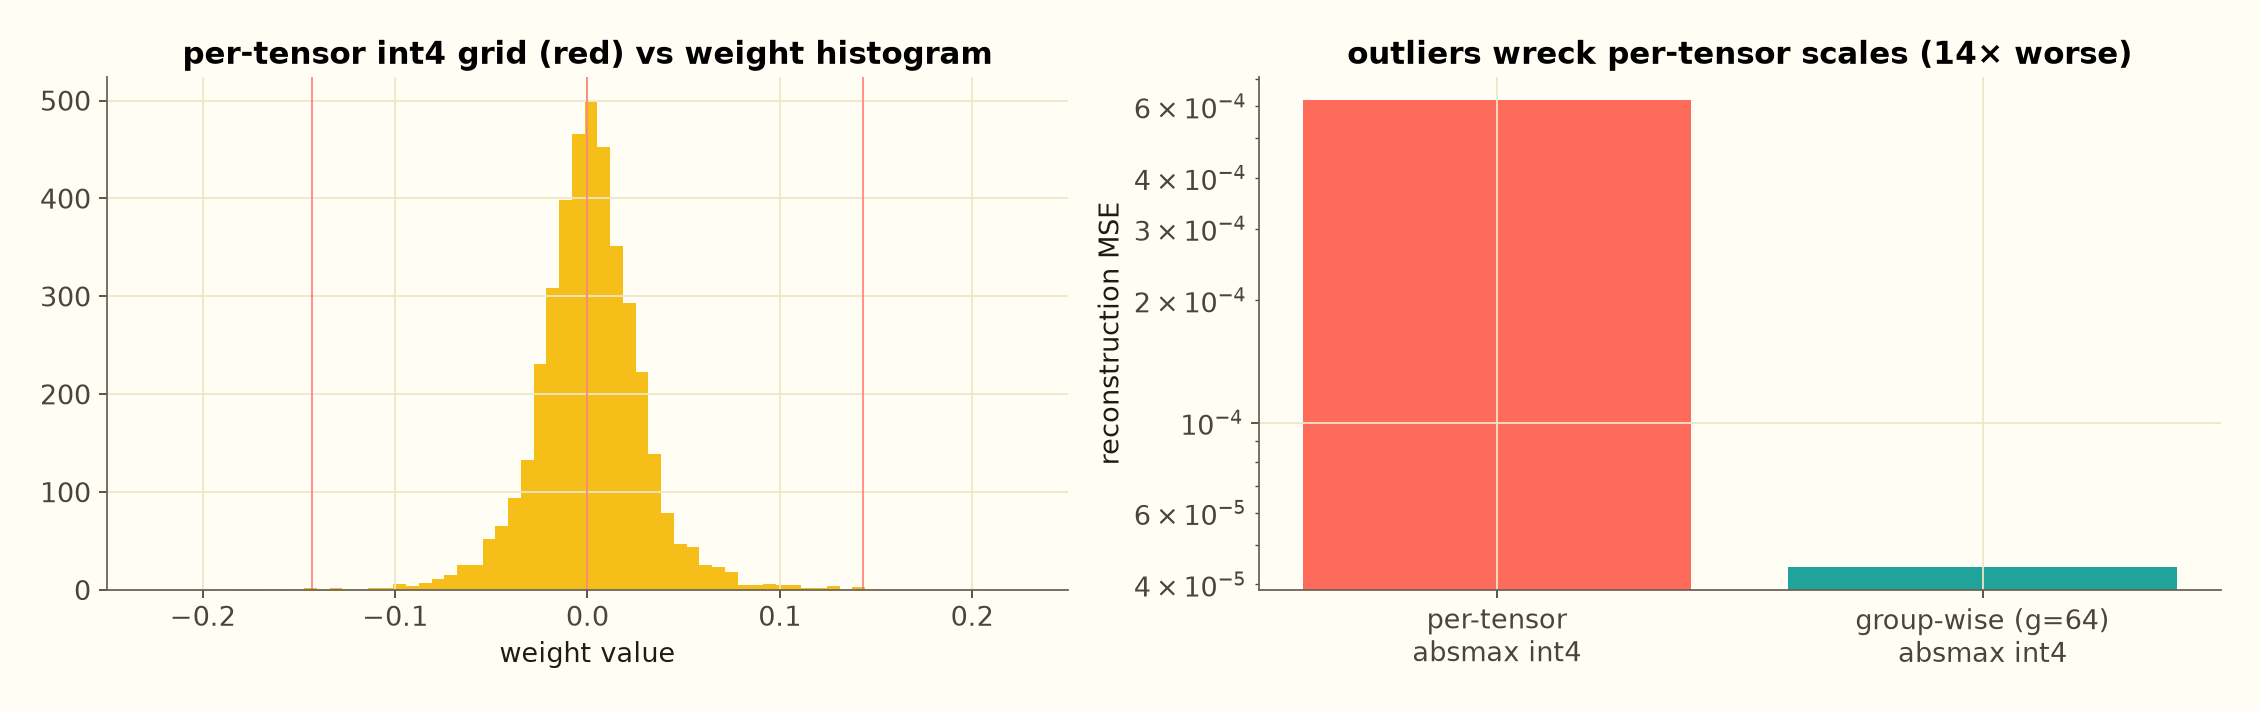 per-tensor int4 grid (red) vs weight histogram
500
400
300
200
100
0
−0.2
−0.1
0.0
0.1
0.2
weight value
outliers wreck per-tensor scales (14× worse)
reconstruction MSE
6 × 10⁻⁴
4 × 10⁻⁴
3 × 10⁻⁴
2 × 10⁻⁴
10⁻⁴
6 × 10⁻⁵
4 × 10⁻⁵
per-tensor
absmax int4
group-wise (g=64)
absmax int4